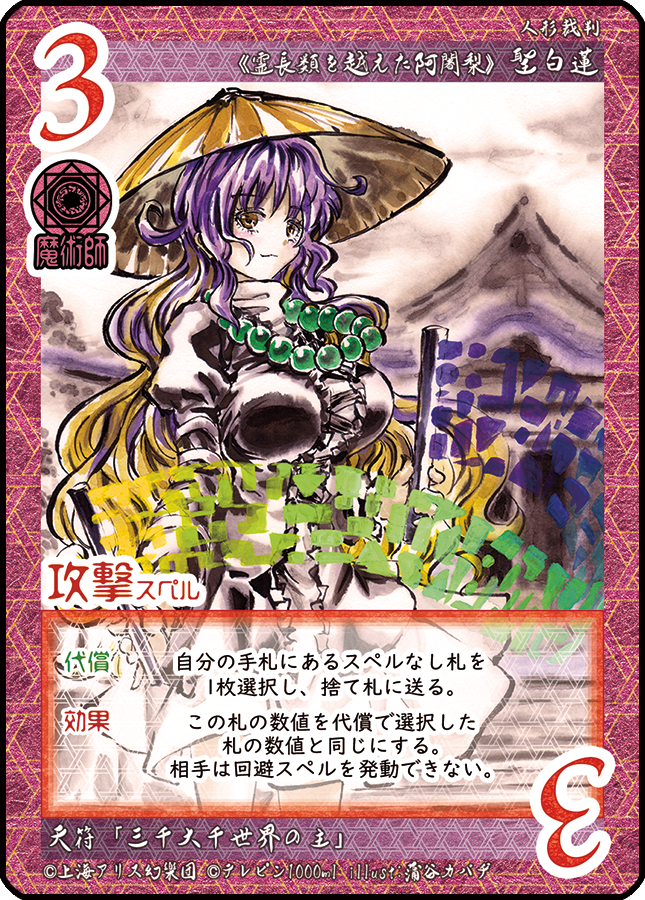 人形裁判
3
《霊長類を越えた阿闍梨》 聖白蓮
魔術師
攻撃スペル
代償
自分の手札にあるスペルなし札を
1枚選択し、捨て札に送る。
効果
この札の数値を代償で選択した
札の数値と同じにする。
相手は回避スペルを発動できない。
3
天符「三千大千世界の主」
©上海アリス幻樂団 ©テレピン1000ml illust:蒲谷カバヂ